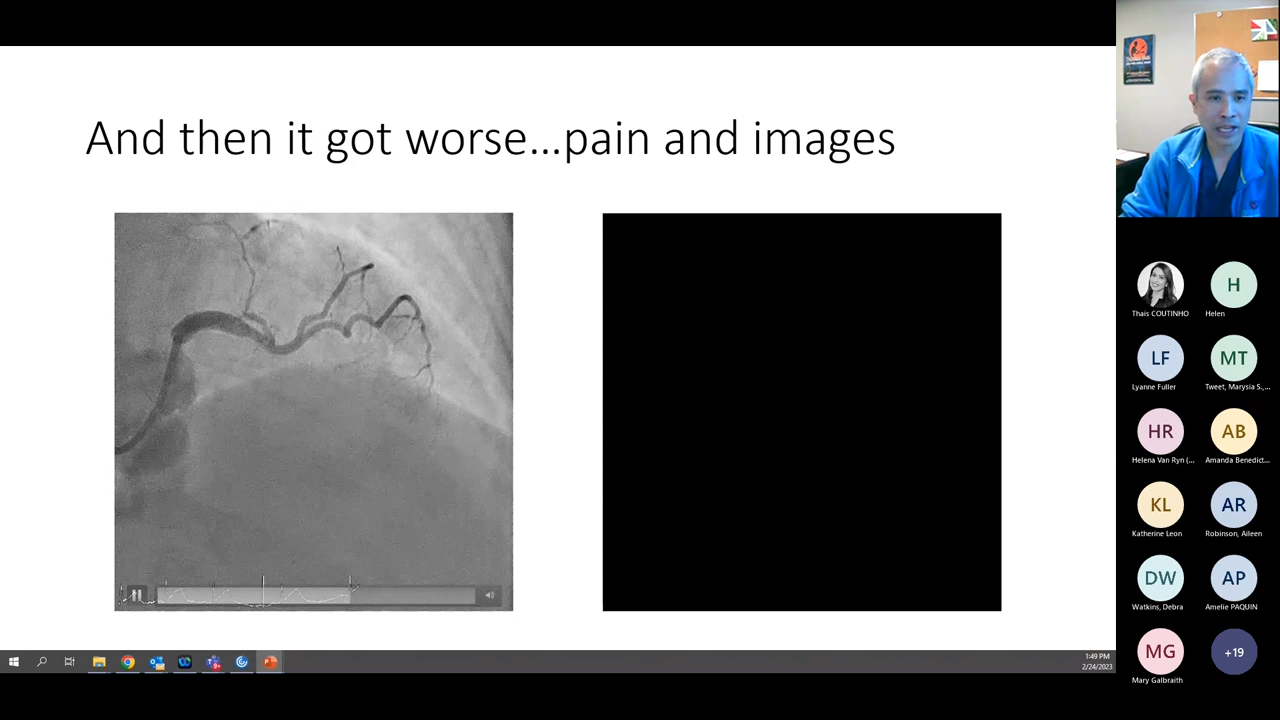 And then it got worse...pain and images
Thais COUTINHO
H
Helen
LF
Lyanne Fuller
MT
Tweet, Marysia S.,...
HR
Helena Van Ryn (...
AB
Amanda Benedict...
KL
Katherine Leon
AR
Robinson, Aileen
DW
Watkins, Debra
AP
Amelie PAQUIN
MG
Mary Galbraith
+19
1:49 PM
2/24/2023